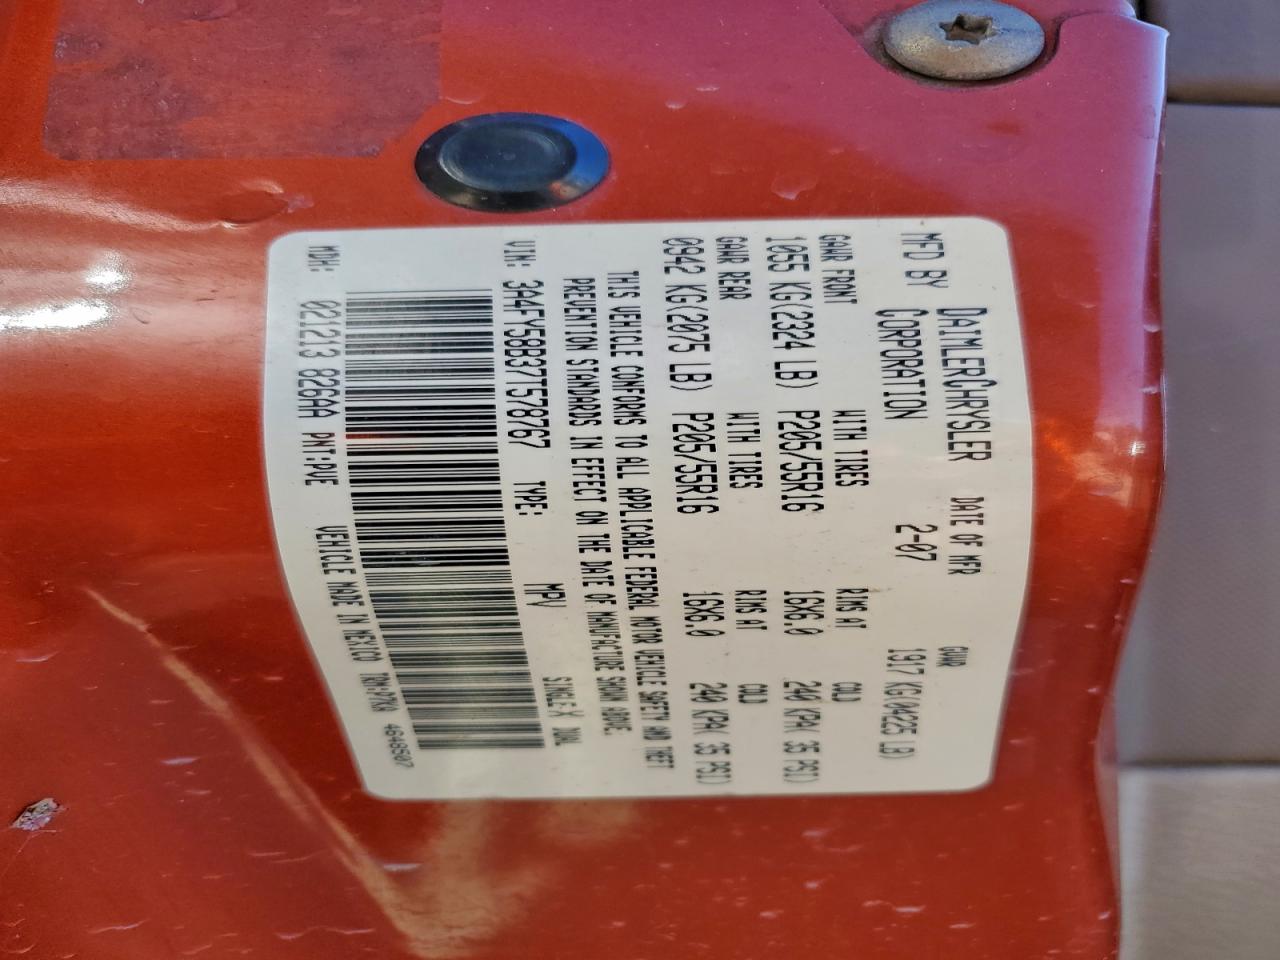 MFD BY DAIMLERCHRYSLER CORPORATION DATE OF MFR 2-07 GVWR 1917 KG(04225 LB)
GAWR FRONT WITH TIRES RIMS AT COLD
1055 KG(2324 LB) P205/55R16 16X6.0 240 KPA( 35 PSI)
GAWR REAR WITH TIRES RIMS AT COLD
0942 KG(2075 LB) P205/55R16 16X6.0 240 KPA( 35 PSI)
THIS VEHICLE CONFORMS TO ALL APPLICABLE FEDERAL MOTOR VEHICLE SAFETY AND THEFT
PREVENTION STANDARDS IN EFFECT ON THE DATE OF MANUFACTURE SHOWN ABOVE.
VIN: 3A4FY58B37T578767 TYPE: MPV SINGLE-X DUAL
MDH: 021213 826AA PNT:PVE VEHICLE MADE IN MEXICO 4648507